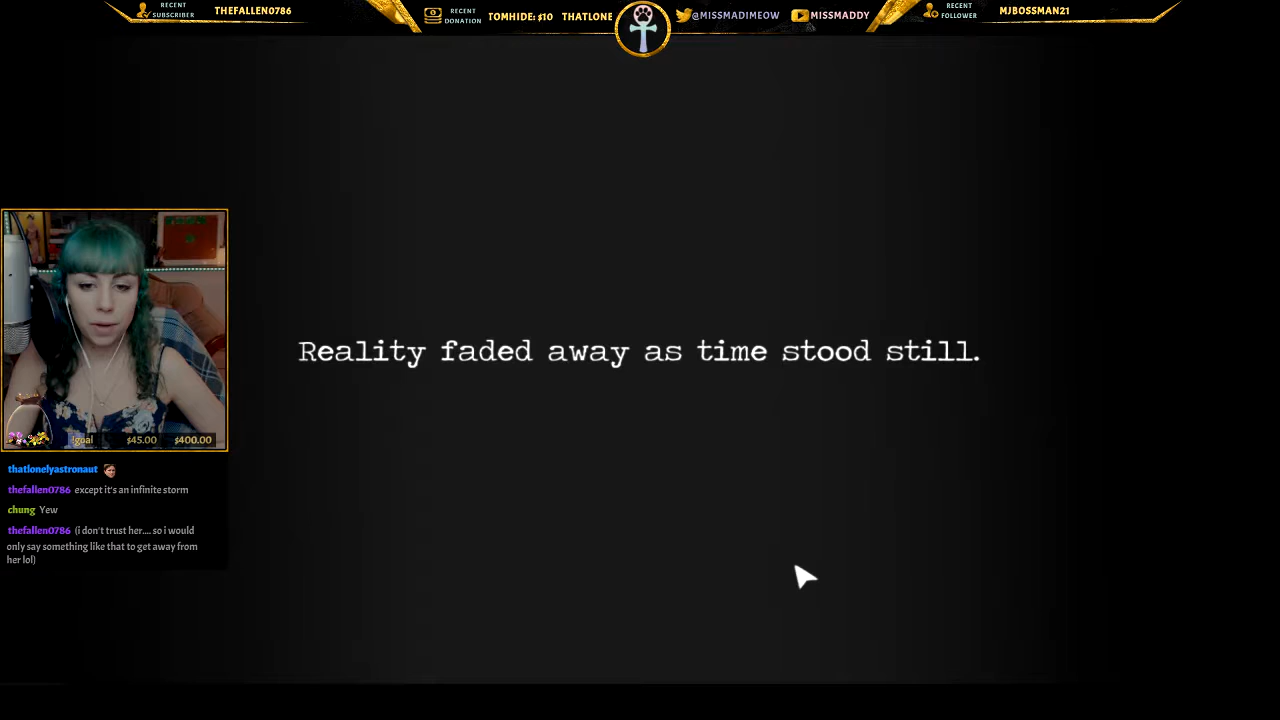 RECENT SUBSCRIBER THEFALLEN0786
RECENT DONATION TOMHIDE: $10 THATLONE
@MISSMADIMEOW MISSMADDY
RECENT FOLLOWER MJBOSSMAN21
Reality faded away as time stood still.
!goal $45.00 $400.00
thatlonelyastronaut
thefallen0786 except it's an infinite storm
chung Yew
thefallen0786 (i don't trust her.... so i would
only say something like that to get away from
her lol)